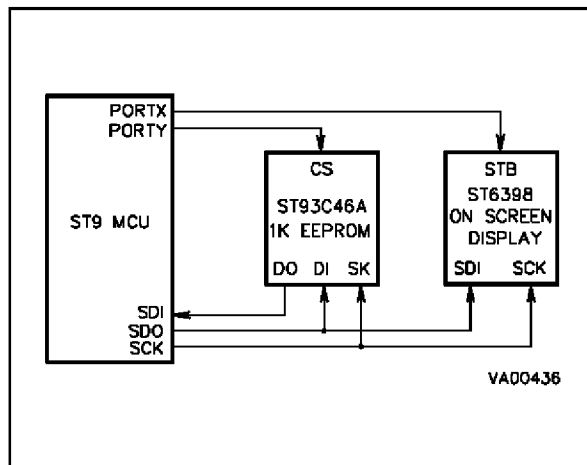 PORTX
PORTY
ST9 MCU
SDI
SDO
SCK
CS
ST93C46A
1K EEPROM
DO DI SK
STB
ST6398
ON SCREEN
DISPLAY
SDI SCK
VA00436